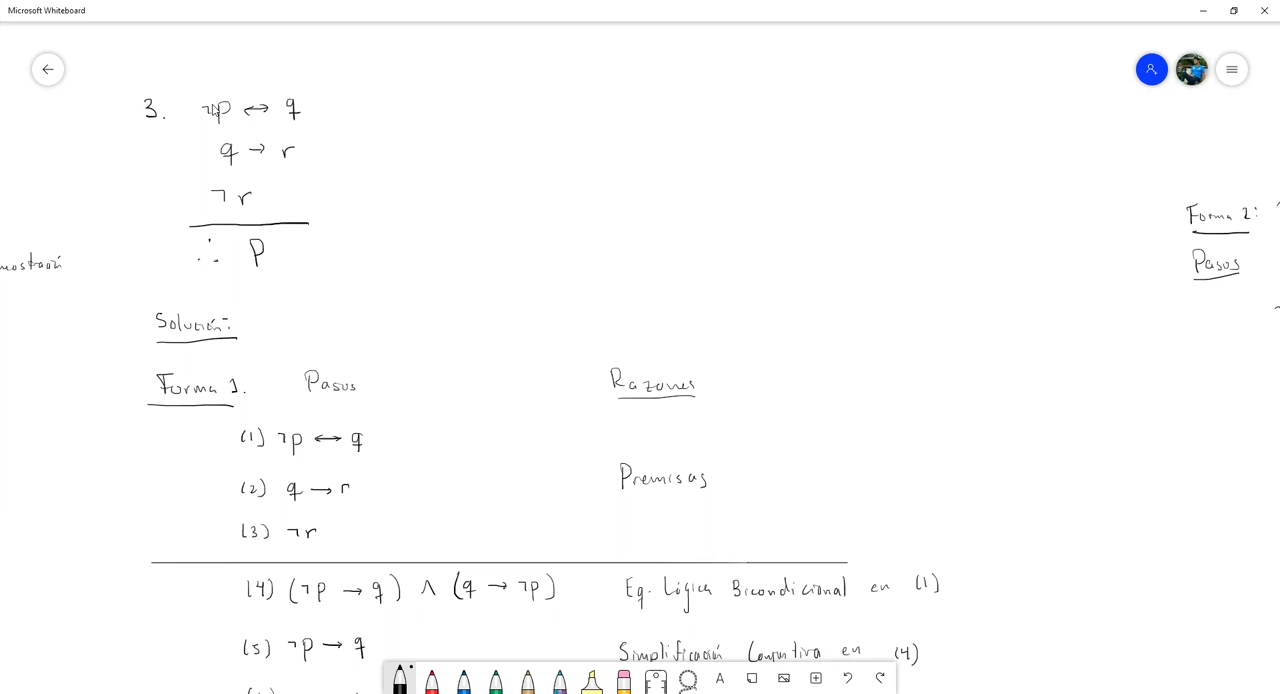 Microsoft Whiteboard
3. ¬p ↔ q
q → r
¬r
∴ p
Solución:
Forma 1. Pasos Razones
(1) ¬p ↔ q
(2) q → r Premisas
(3) ¬r
(4) (¬p → q) ∧ (q → ¬p) Eq. Lógica Bicondicional en (1)
(5) ¬p → q Simplificación Conjuntiva en (4)
Forma 2:
Pasos
A